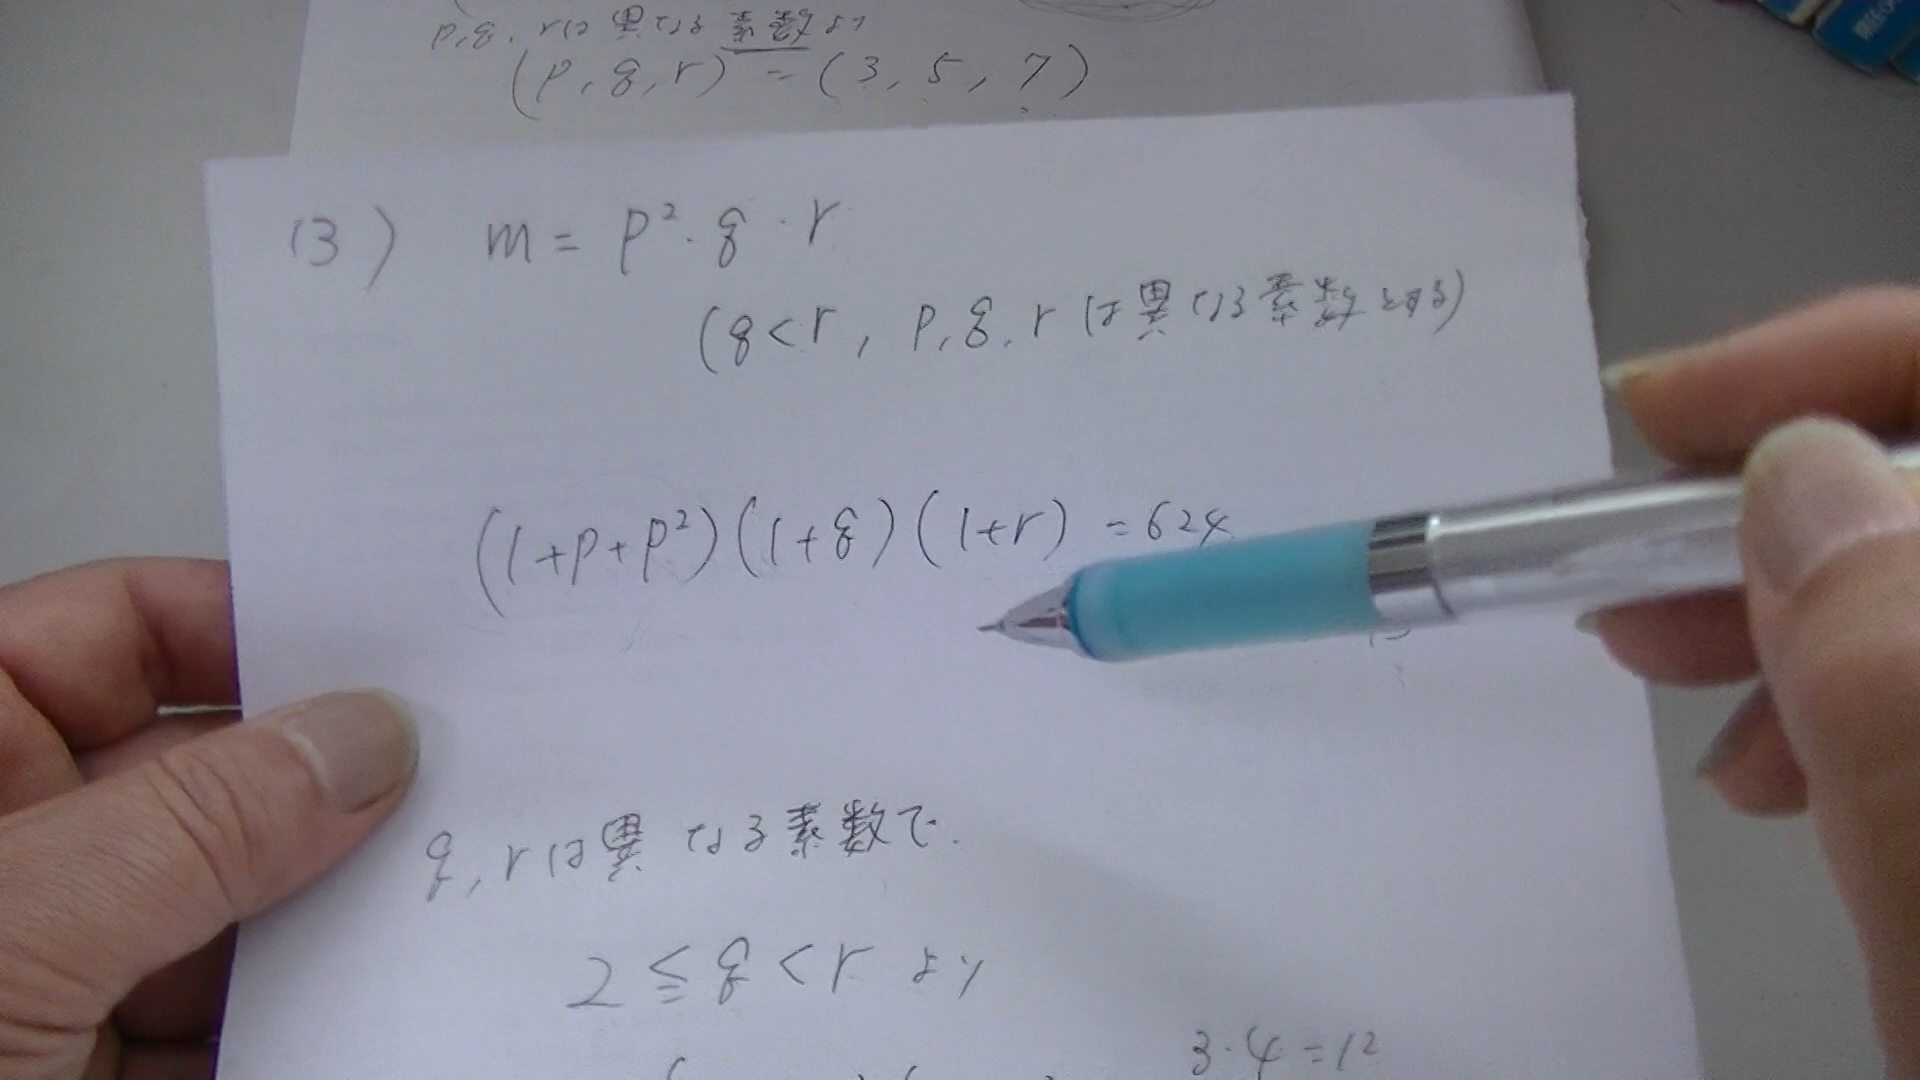 p,q,rは異なる素数より
(p,q,r) = (3,5,7)
(3) m = p²・q・r
(q<r, p,q,rは異なる素数とする)
(1+p+p²)(1+q)(1+r) = 624
q,rは異なる素数で.
2 ≦ q < r より
3・4=12